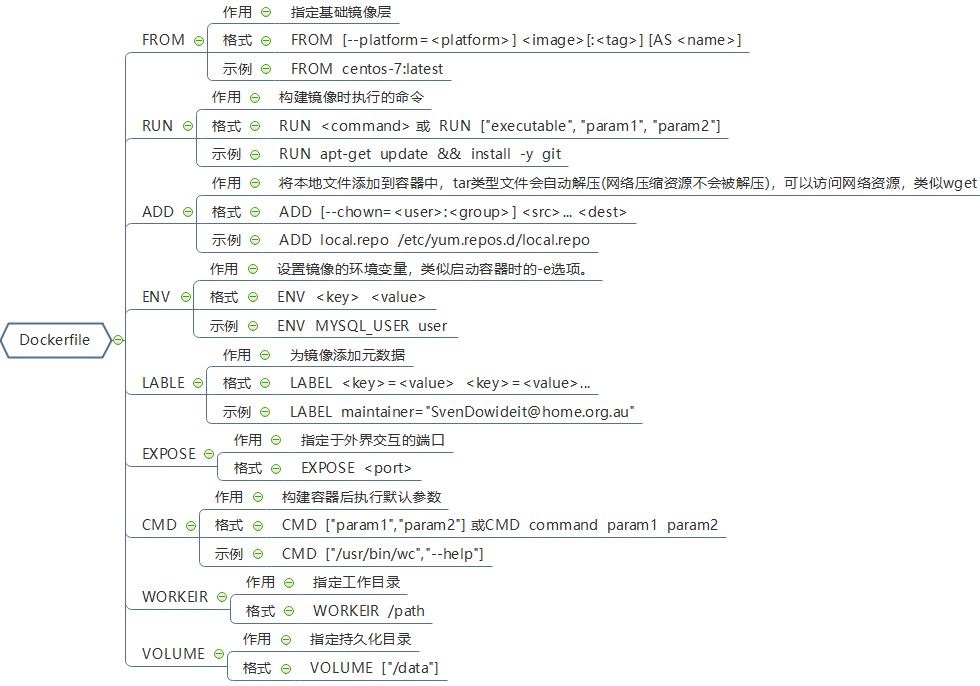 Dockerfile
FROM
作用 指定基础镜像层
格式 FROM [--platform=<platform>] <image>[:<tag>] [AS <name>]
示例 FROM centos-7:latest
RUN
作用 构建镜像时执行的命令
格式 RUN <command> 或 RUN ["executable", "param1", "param2"]
示例 RUN apt-get update && install -y git
ADD
作用 将本地文件添加到容器中，tar类型文件会自动解压(网络压缩资源不会被解压)，可以访问网络资源，类似wget
格式 ADD [--chown=<user>:<group>] <src>... <dest>
示例 ADD local.repo /etc/yum.repos.d/local.repo
ENV
作用 设置镜像的环境变量，类似启动容器时的-e选项。
格式 ENV <key> <value>
示例 ENV MYSQL_USER user
LABLE
作用 为镜像添加元数据
格式 LABEL <key>=<value> <key>=<value>...
示例 LABEL maintainer="SvenDowideit@home.org.au"
EXPOSE
作用 指定于外界交互的端口
格式 EXPOSE <port>
CMD
作用 构建容器后执行默认参数
格式 CMD ["param1","param2"] 或CMD command param1 param2
示例 CMD ["/usr/bin/wc","--help"]
WORKEIR
作用 指定工作目录
格式 WORKEIR /path
VOLUME
作用 指定持久化目录
格式 VOLUME ["/data"]